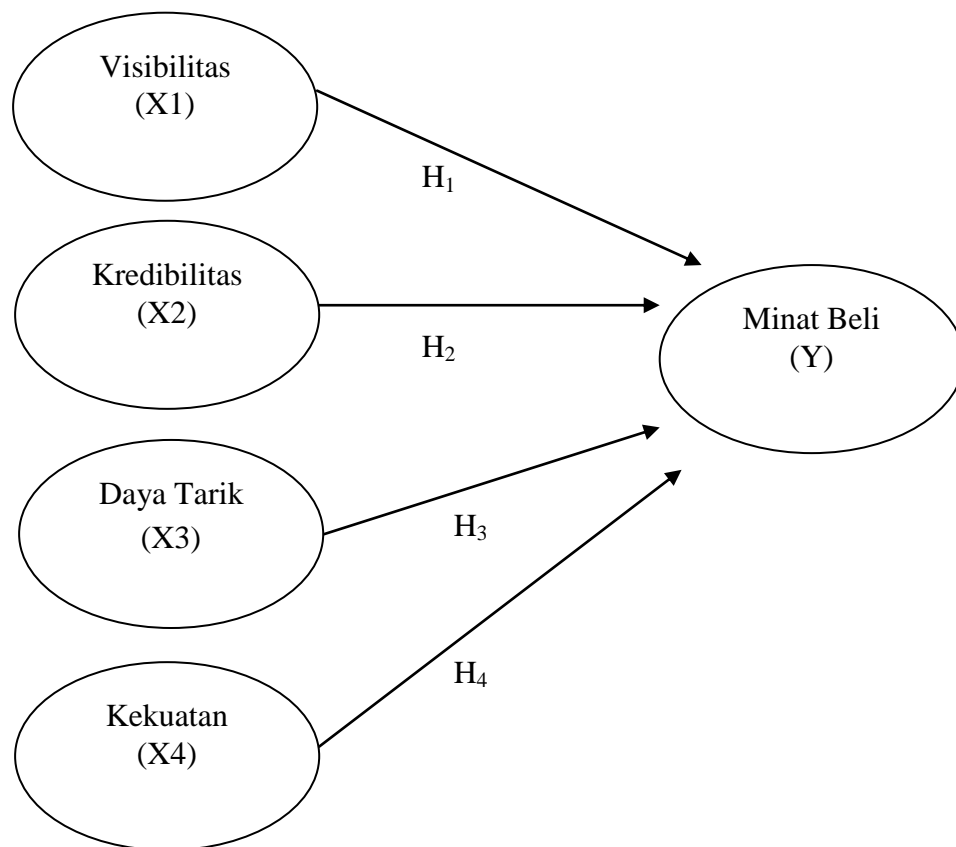 Visibilitas
(X1)
H₁
Kredibilitas
(X2)
H₂
Minat Beli
(Y)
Daya Tarik
(X3)
H₃
Kekuatan
(X4)
H₄